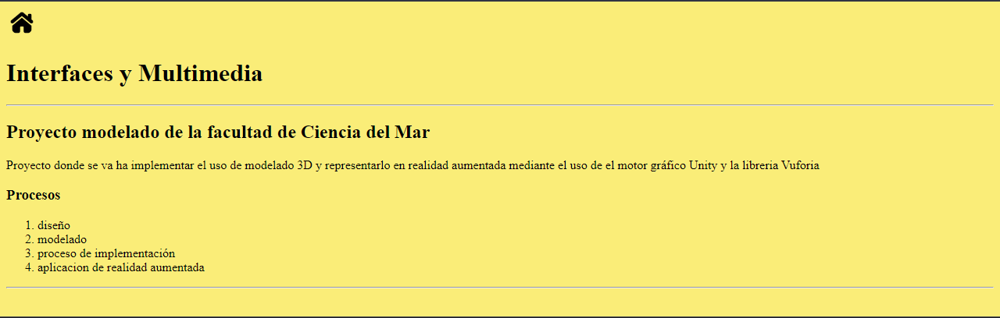 Interfaces y Multimedia
Proyecto modelado de la facultad de Ciencia del Mar
Proyecto donde se va ha implementar el uso de modelado 3D y representarlo en realidad aumentada mediante el uso de el motor gráfico Unity y la libreria Vuforia
Procesos
1. diseño
2. modelado
3. proceso de implementación
4. aplicacion de realidad aumentada